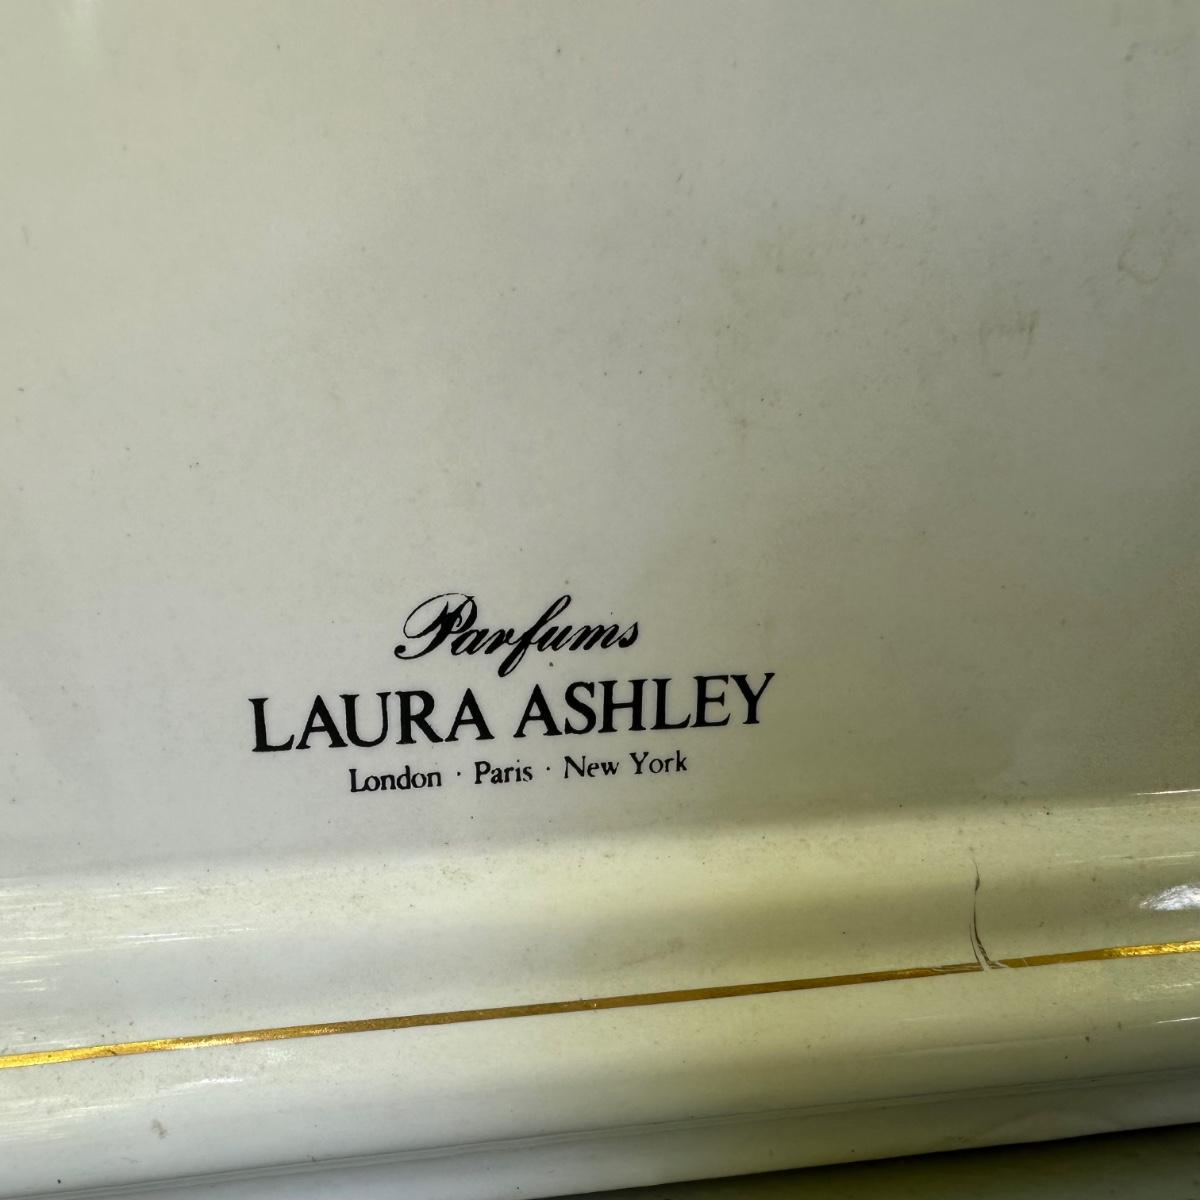 Parfums
LAURA ASHLEY
London · Paris · New York